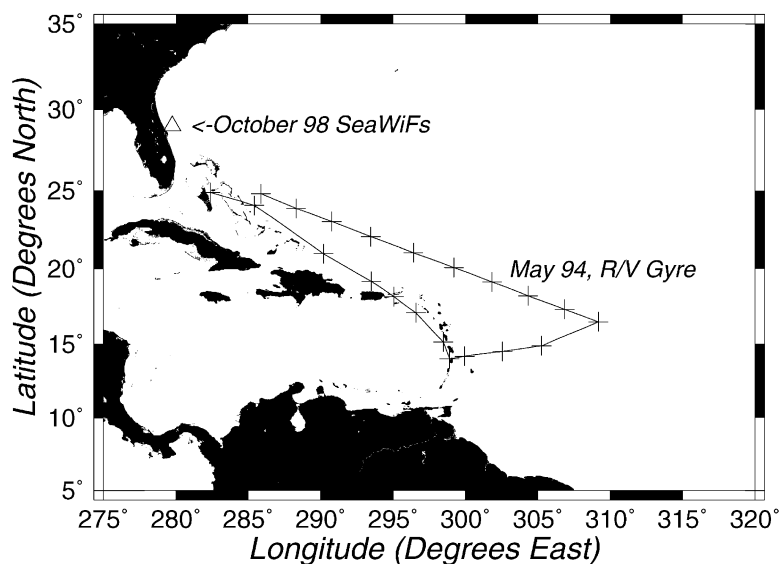 35°
30°
25°
20°
15°
10°
5°
Latitude (Degrees North)
<-October 98 SeaWiFs
May 94, R/V Gyre
275° 280° 285° 290° 295° 300° 305° 310° 315° 320°
Longitude (Degrees East)